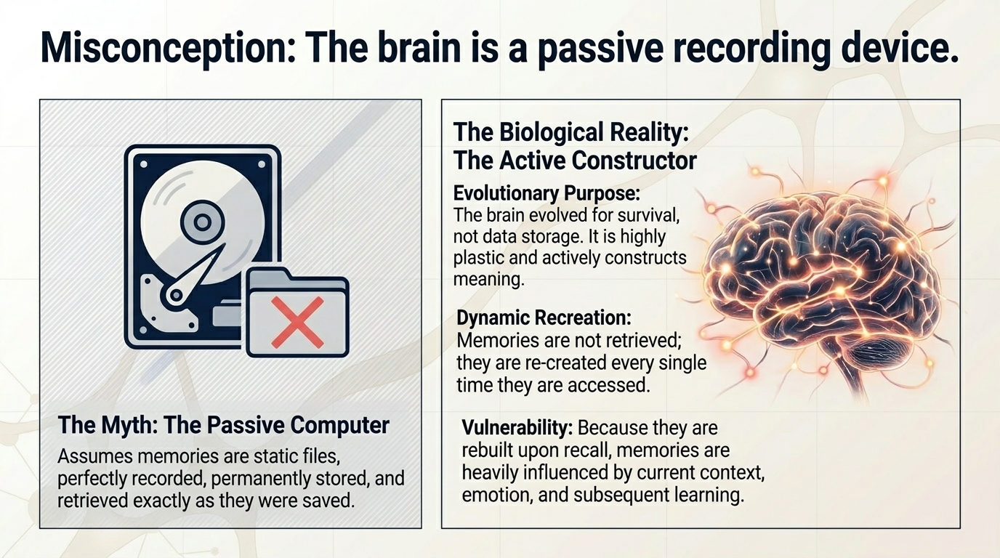 Misconception: The brain is a passive recording device.
The Myth: The Passive Computer
Assumes memories are static files,
perfectly recorded, permanently stored, and
retrieved exactly as they were saved.
The Biological Reality:
The Active Constructor
Evolutionary Purpose:
The brain evolved for survival,
not data storage. It is highly
plastic and actively constructs
meaning.
Dynamic Recreation:
Memories are not retrieved;
they are re-created every single
time they are accessed.
Vulnerability: Because they are
rebuilt upon recall, memories are
heavily influenced by current context,
emotion, and subsequent learning.